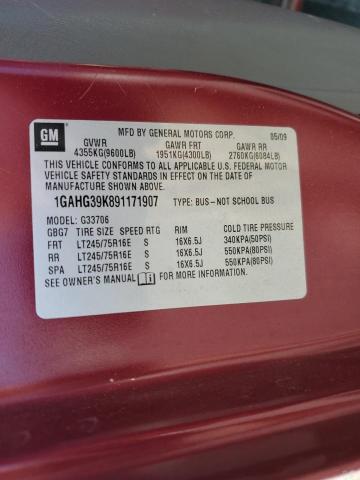 GM
MFD BY GENERAL MOTORS CORP. 05/09
GVWR GAWR FRT GAWR RR
4355KG(9600LB) 1951KG(4300LB) 2760KG(6084LB)
THIS VEHICLE CONFORMS TO ALL APPLICABLE U.S. FEDERAL MOTOR
VEHICLE SAFETY STANDARDS IN EFFECT ON THE DATE OF
MANUFACTURE SHOWN ABOVE.
1GAHG39K891171907 TYPE: BUS – NOT SCHOOL BUS
MODEL: G33706
GBG7 TIRE SIZE SPEED RTG RIM COLD TIRE PRESSURE
FRT LT245/75R16E S 16X6.5J 340KPA(50PSI)
RR LT245/75R16E S 16X6.5J 550KPA(80PSI)
SPA LT245/75R16E S 16X6.5J 550KPA(80PSI)
SEE OWNER'S MANUAL FOR MORE INFORMATION